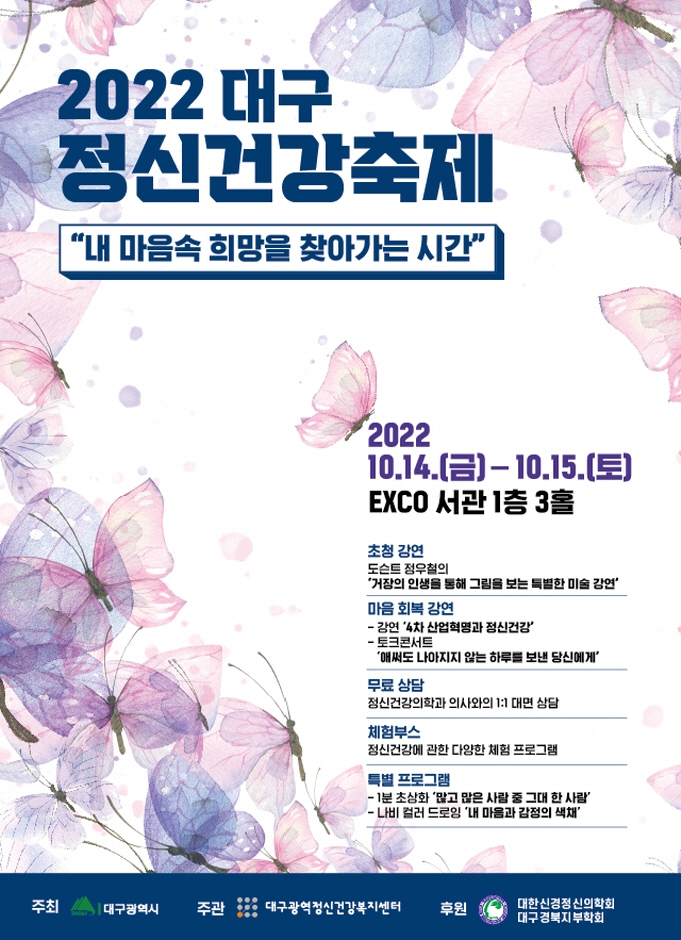 2022 대구
정신건강축제
“내 마음속 희망을 찾아가는 시간”
2022
10.14.(금) – 10.15.(토)
EXCO 서관 1층 3홀
초청 강연
도슨트 정우철의
‘거장의 인생을 통해 그림을 보는 특별한 미술 강연’
마음 회복 강연
- 강연 ‘4차 산업혁명과 정신건강’
- 토크콘서트
‘애써도 나아지지 않는 하루를 보낸 당신에게’
무료 상담
정신건강의학과 의사와의 1:1 대면 상담
체험부스
정신건강에 관한 다양한 체험 프로그램
특별 프로그램
- 1분 초상화 ‘많고 많은 사람 중 그대 한 사람’
- 나비 컬러 드로잉 ‘내 마음과 감정의 색채’
주최 대구광역시 주관 대구광역정신건강복지센터 후원 대한신경정신의학회
대구경북지부학회